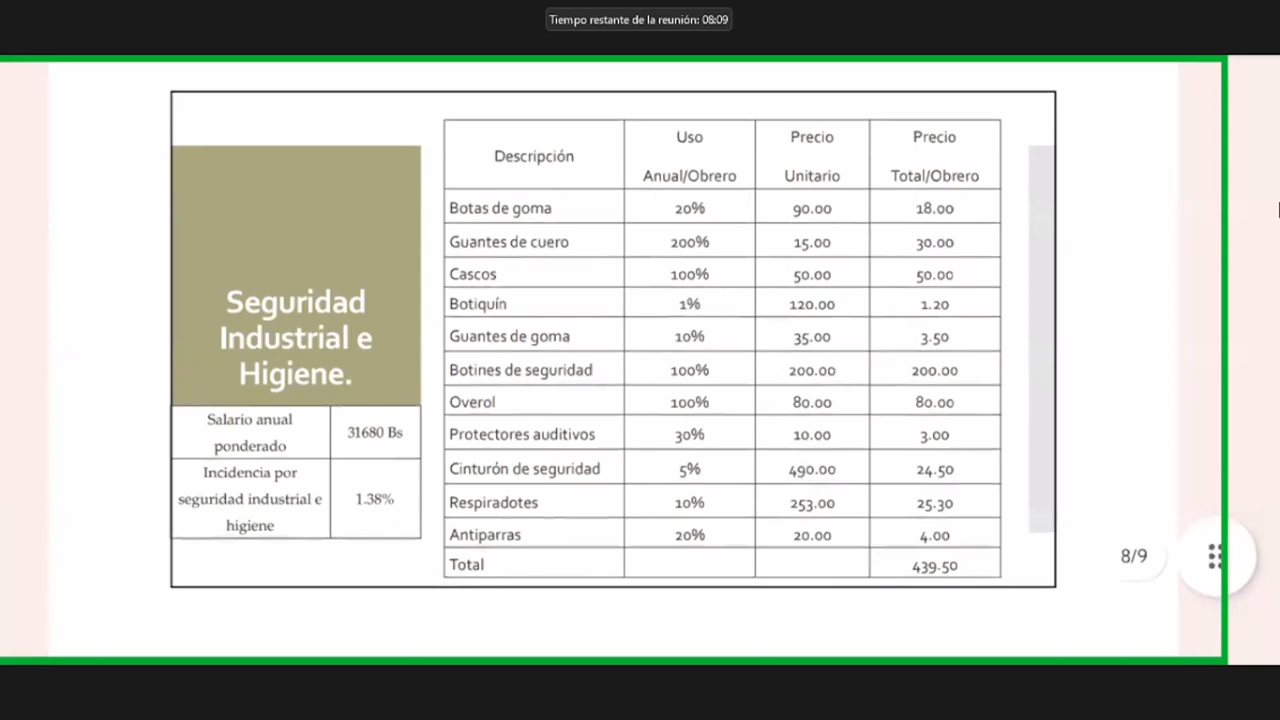 Tiempo restante de la reunión: 08:09
Seguridad
Industrial e
Higiene.
Salario anual
ponderado
31680 Bs
Incidencia por
seguridad industrial e
higiene
1.38%
Descripción
Uso
Anual/Obrero
Precio
Unitario
Precio
Total/Obrero
Botas de goma 20% 90.00 18.00
Guantes de cuero 200% 15.00 30.00
Cascos 100% 50.00 50.00
Botiquín 1% 120.00 1.20
Guantes de goma 10% 35.00 3.50
Botines de seguridad 100% 200.00 200.00
Overol 100% 80.00 80.00
Protectores auditivos 30% 10.00 3.00
Cinturón de seguridad 5% 490.00 24.50
Respiradotes 10% 253.00 25.30
Antiparras 20% 20.00 4.00
Total 439.50
8/9